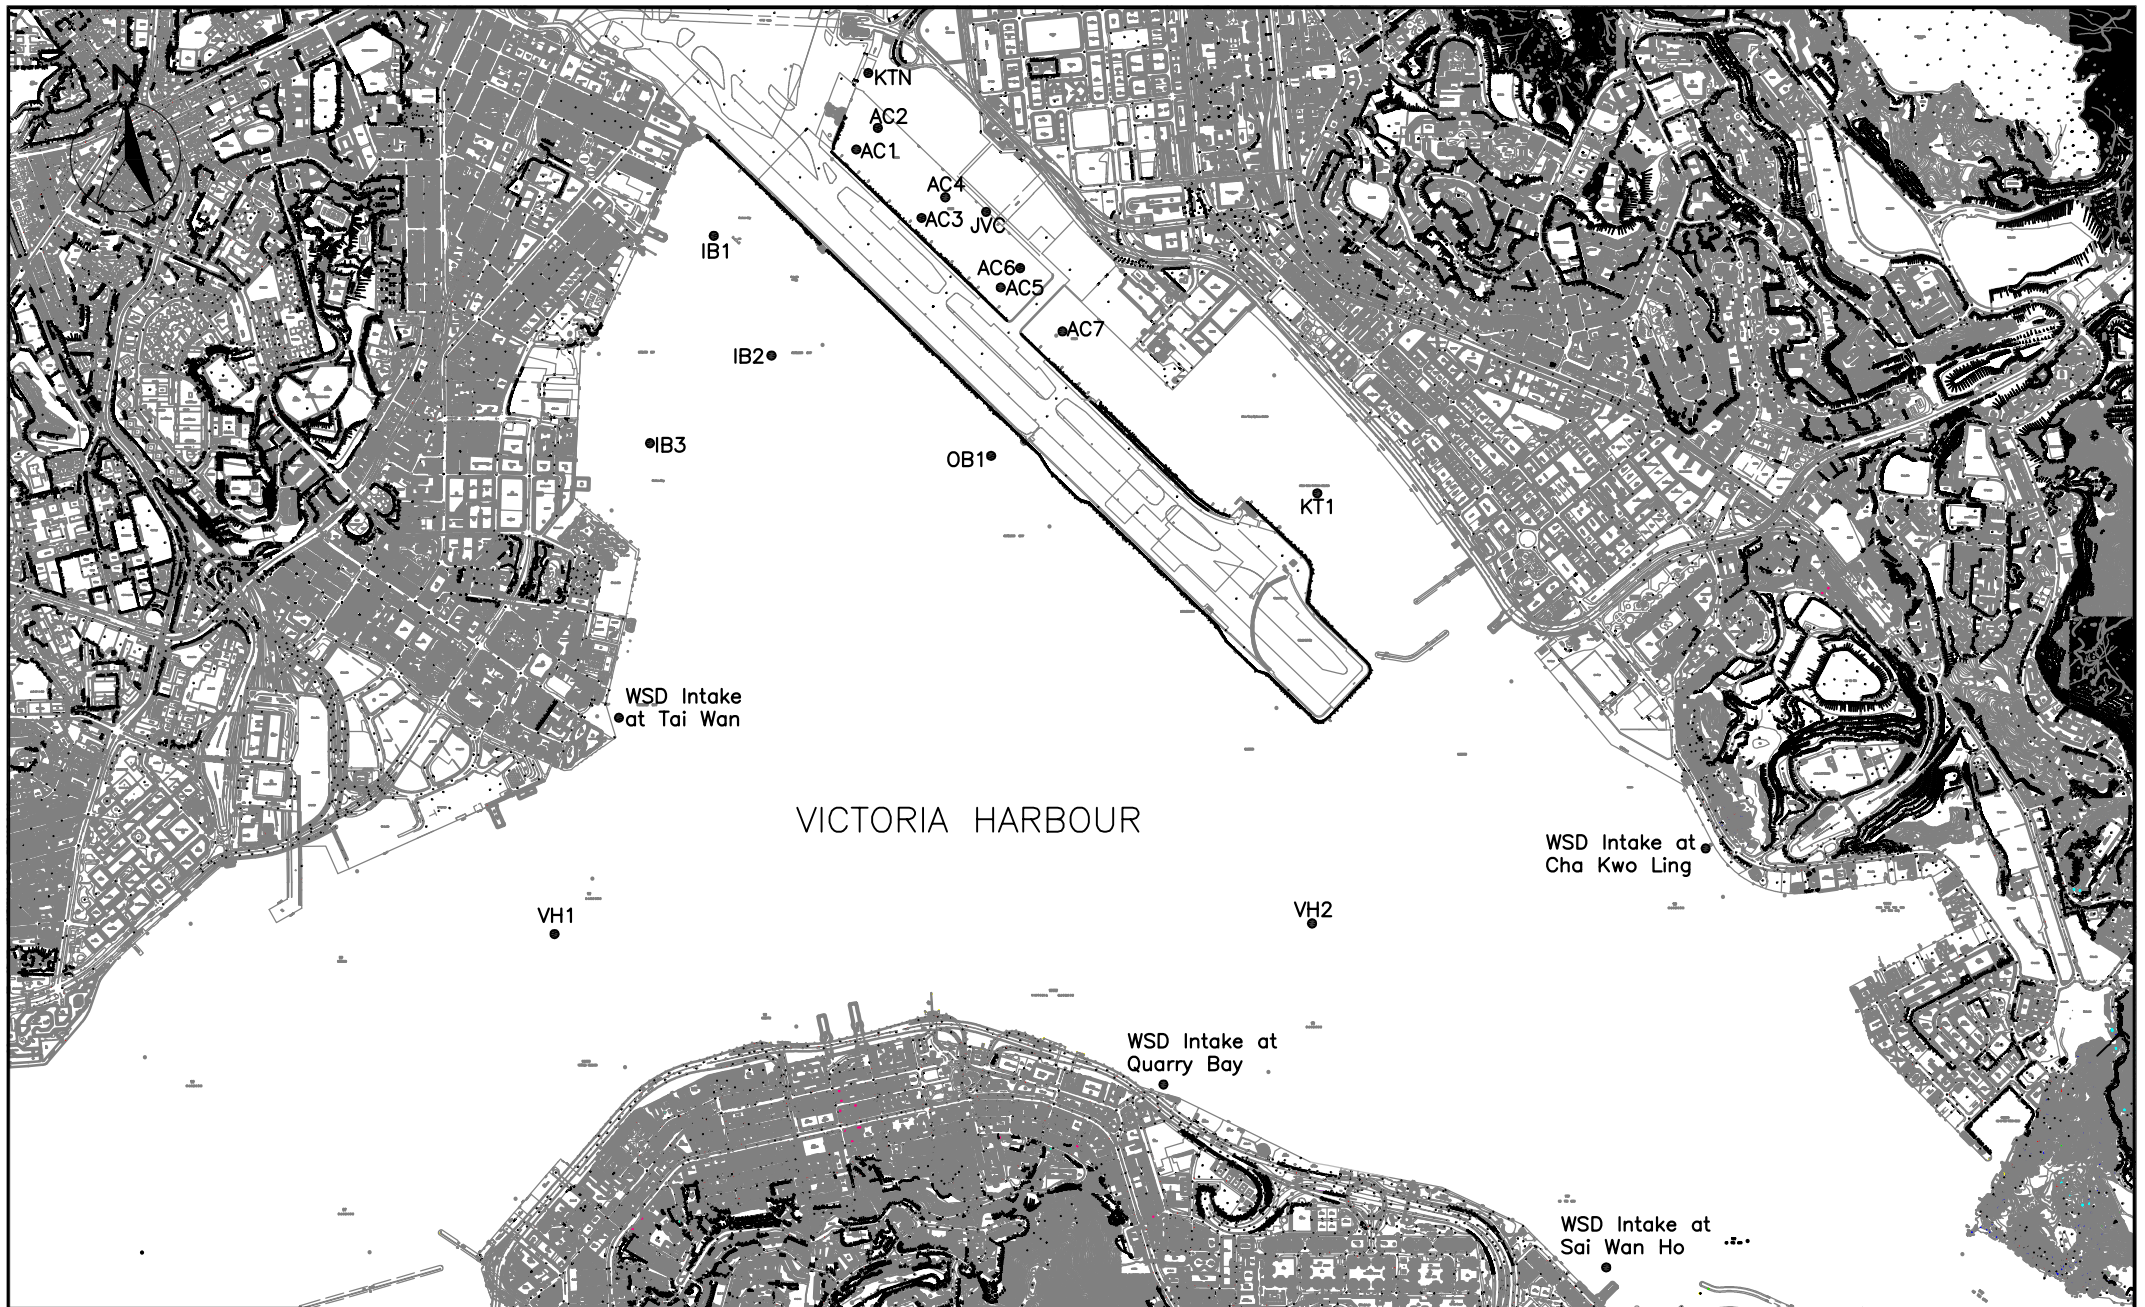 N
KTN
AC2
AC1
AC4
AC3
JVC
IB1
AC6
AC5
AC7
IB2
IB3
OB1
KT1
WSD Intake
at Tai Wan
VICTORIA HARBOUR
WSD Intake at
Cha Kwo Ling
VH1
VH2
WSD Intake at
Quarry Bay
WSD Intake at
Sai Wan Ho